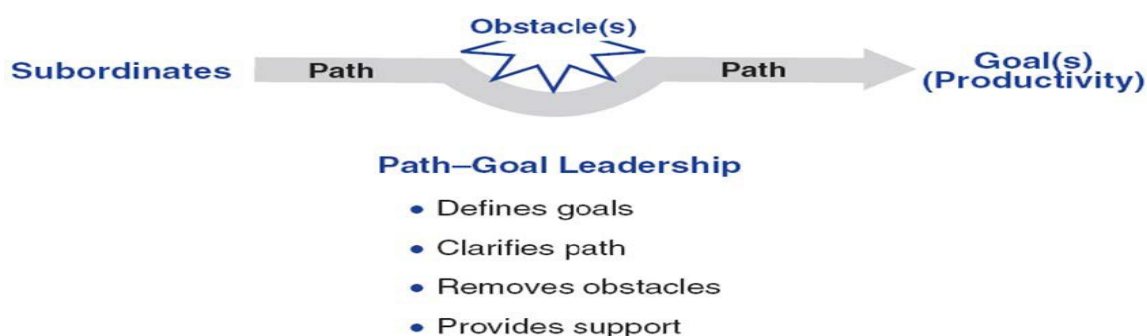 Obstacle(s)
Subordinates
Path
Path
Goal(s)
(Productivity)
Path–Goal Leadership
• Defines goals
• Clarifies path
• Removes obstacles
• Provides support